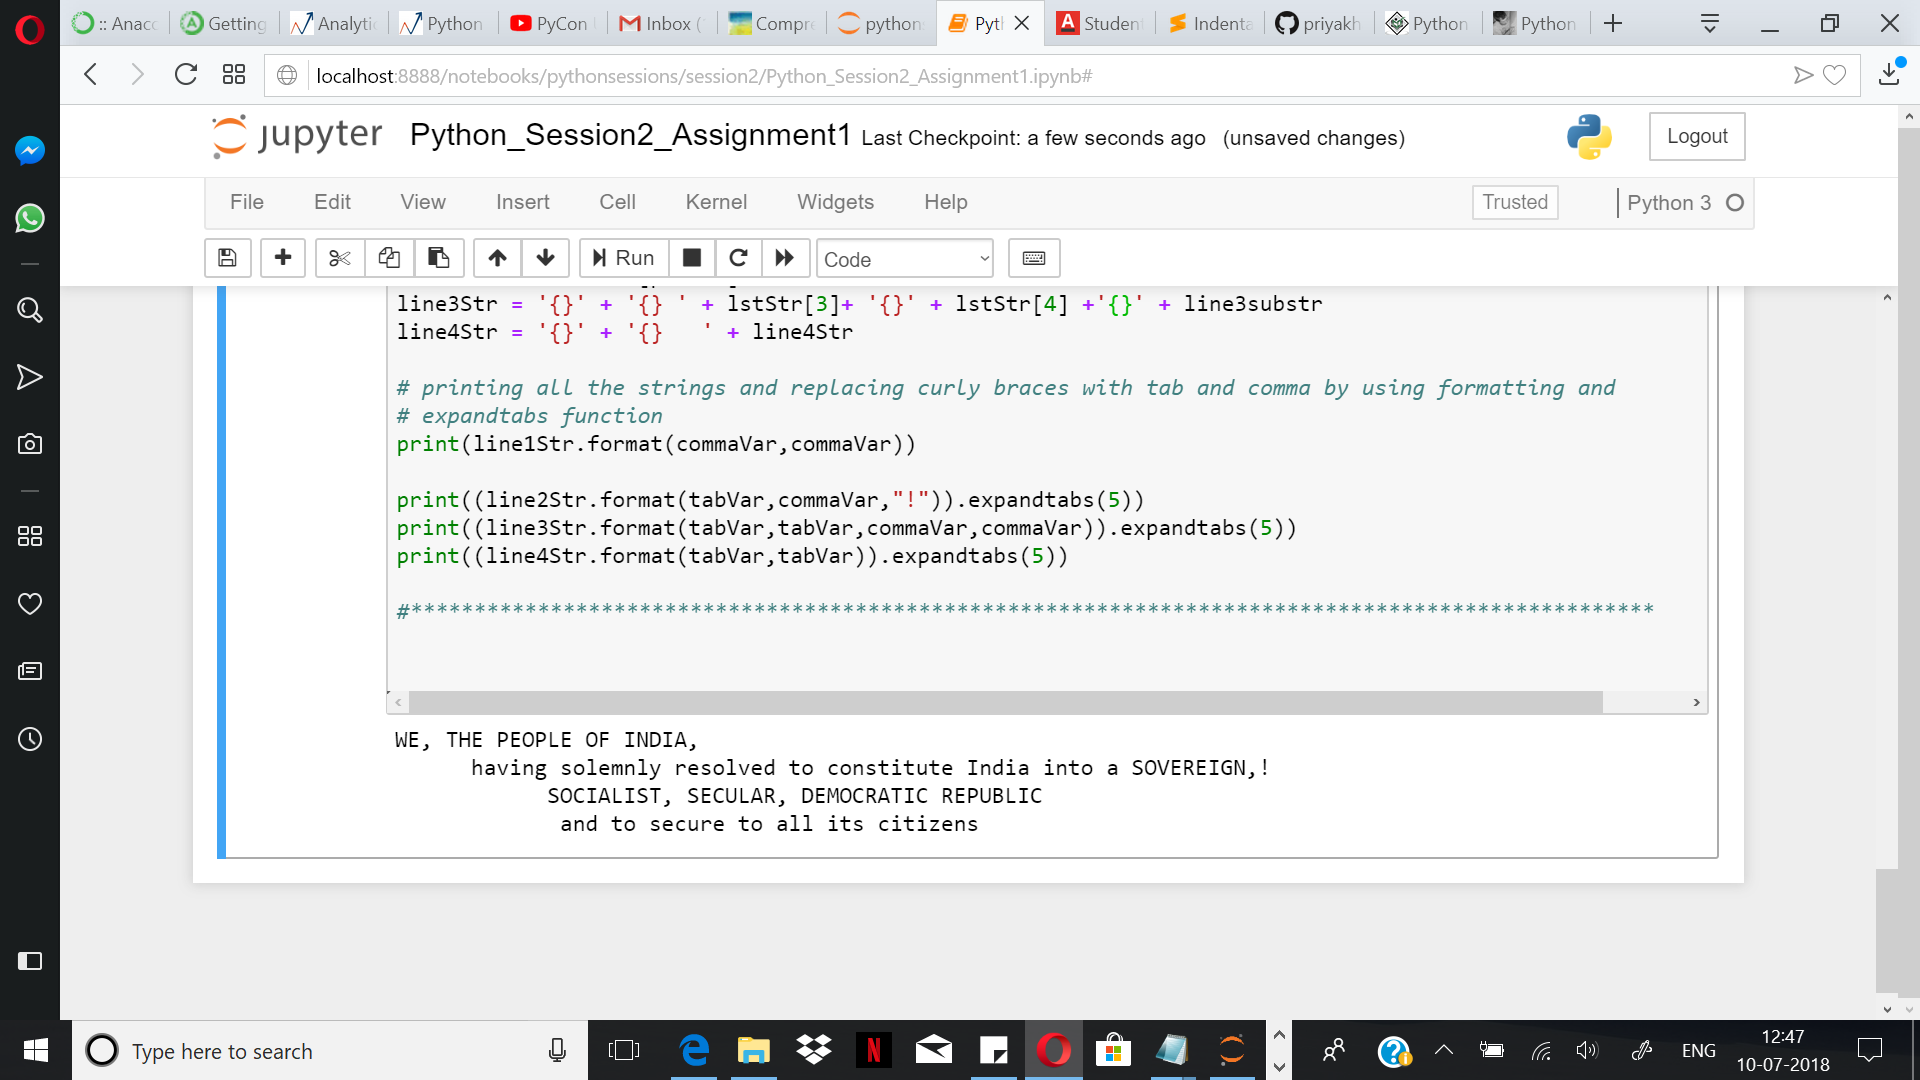 :: Anaco
Getting
Analytic
Python
PyCon
Inbox (
Compre
python
Pyt
Student
Indenta
priyakh
Python
Python
localhost:8888/notebooks/pythonsessions/session2/Python_Session2_Assignment1.ipynb#
jupyter Python_Session2_Assignment1 Last Checkpoint: a few seconds ago (unsaved changes)
Logout
File Edit View Insert Cell Kernel Widgets Help
Trusted
Python 3
Run
Code
line3Str = '{}' + '{} ' + lstStr[3]+ '{}' + lstStr[4] +'{}' + line3substr
line4Str = '{}' + '{}   ' + line4Str
# printing all the strings and replacing curly braces with tab and comma by using formatting and
# expandtabs function
print(line1Str.format(commaVar,commaVar))
print((line2Str.format(tabVar,commaVar,"!")).expandtabs(5))
print((line3Str.format(tabVar,tabVar,commaVar,commaVar)).expandtabs(5))
print((line4Str.format(tabVar,tabVar)).expandtabs(5))
#**************************************************************************************************
WE, THE PEOPLE OF INDIA,
      having solemnly resolved to constitute India into a SOVEREIGN,!
            SOCIALIST, SECULAR, DEMOCRATIC REPUBLIC
             and to secure to all its citizens
Type here to search
ENG
12:47
10-07-2018